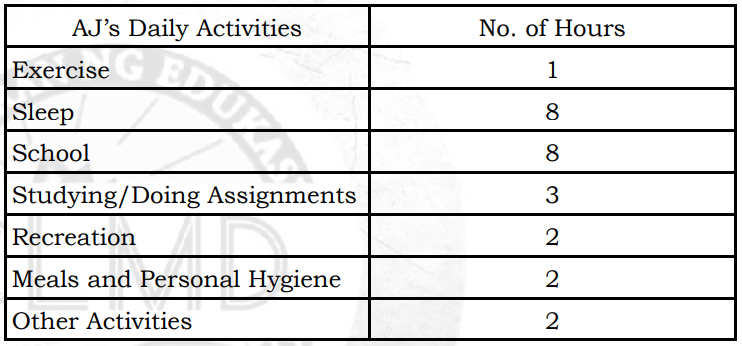 AJ's Daily Activities No. of Hours
Exercise 1
Sleep 8
School 8
Studying/Doing Assignments 3
Recreation 2
Meals and Personal Hygiene 2
Other Activities 2
LMD